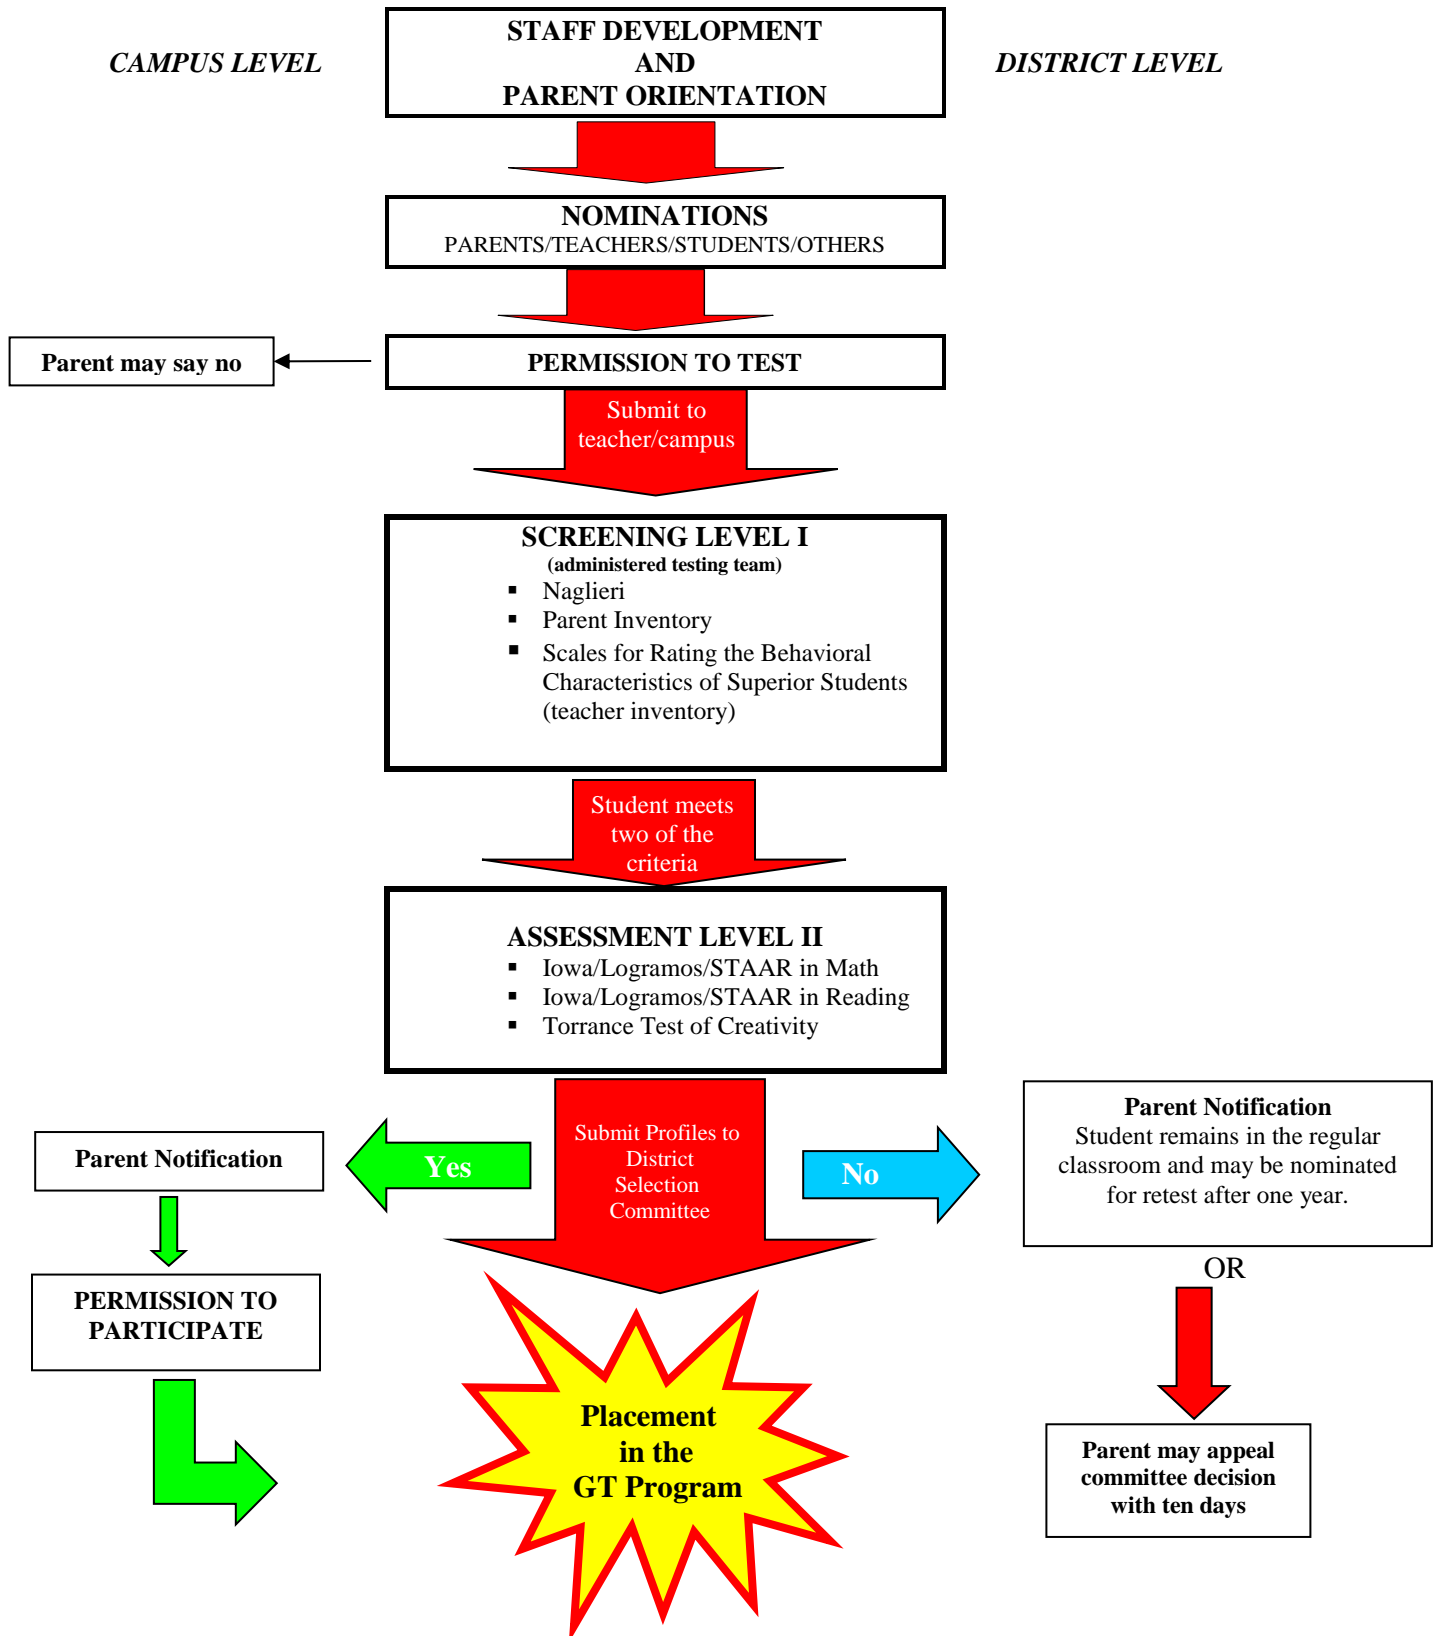 CAMPUS LEVEL
STAFF DEVELOPMENT
AND
PARENT ORIENTATION
DISTRICT LEVEL
NOMINATIONS
PARENTS/TEACHERS/STUDENTS/OTHERS
Parent may say no
PERMISSION TO TEST
Submit to
teacher/campus
SCREENING LEVEL I
(administered testing team)
▪ Naglieri
▪ Parent Inventory
▪ Scales for Rating the Behavioral
Characteristics of Superior Students
(teacher inventory)
Student meets
two of the
criteria
ASSESSMENT LEVEL II
▪ Iowa/Logramos/STAAR in Math
▪ Iowa/Logramos/STAAR in Reading
▪ Torrance Test of Creativity
Submit Profiles to
District
Selection
Committee
Yes
Parent Notification
PERMISSION TO
PARTICIPATE
No
Parent Notification
Student remains in the regular
classroom and may be nominated
for retest after one year.
OR
Parent may appeal
committee decision
with ten days
Placement
in the
GT Program